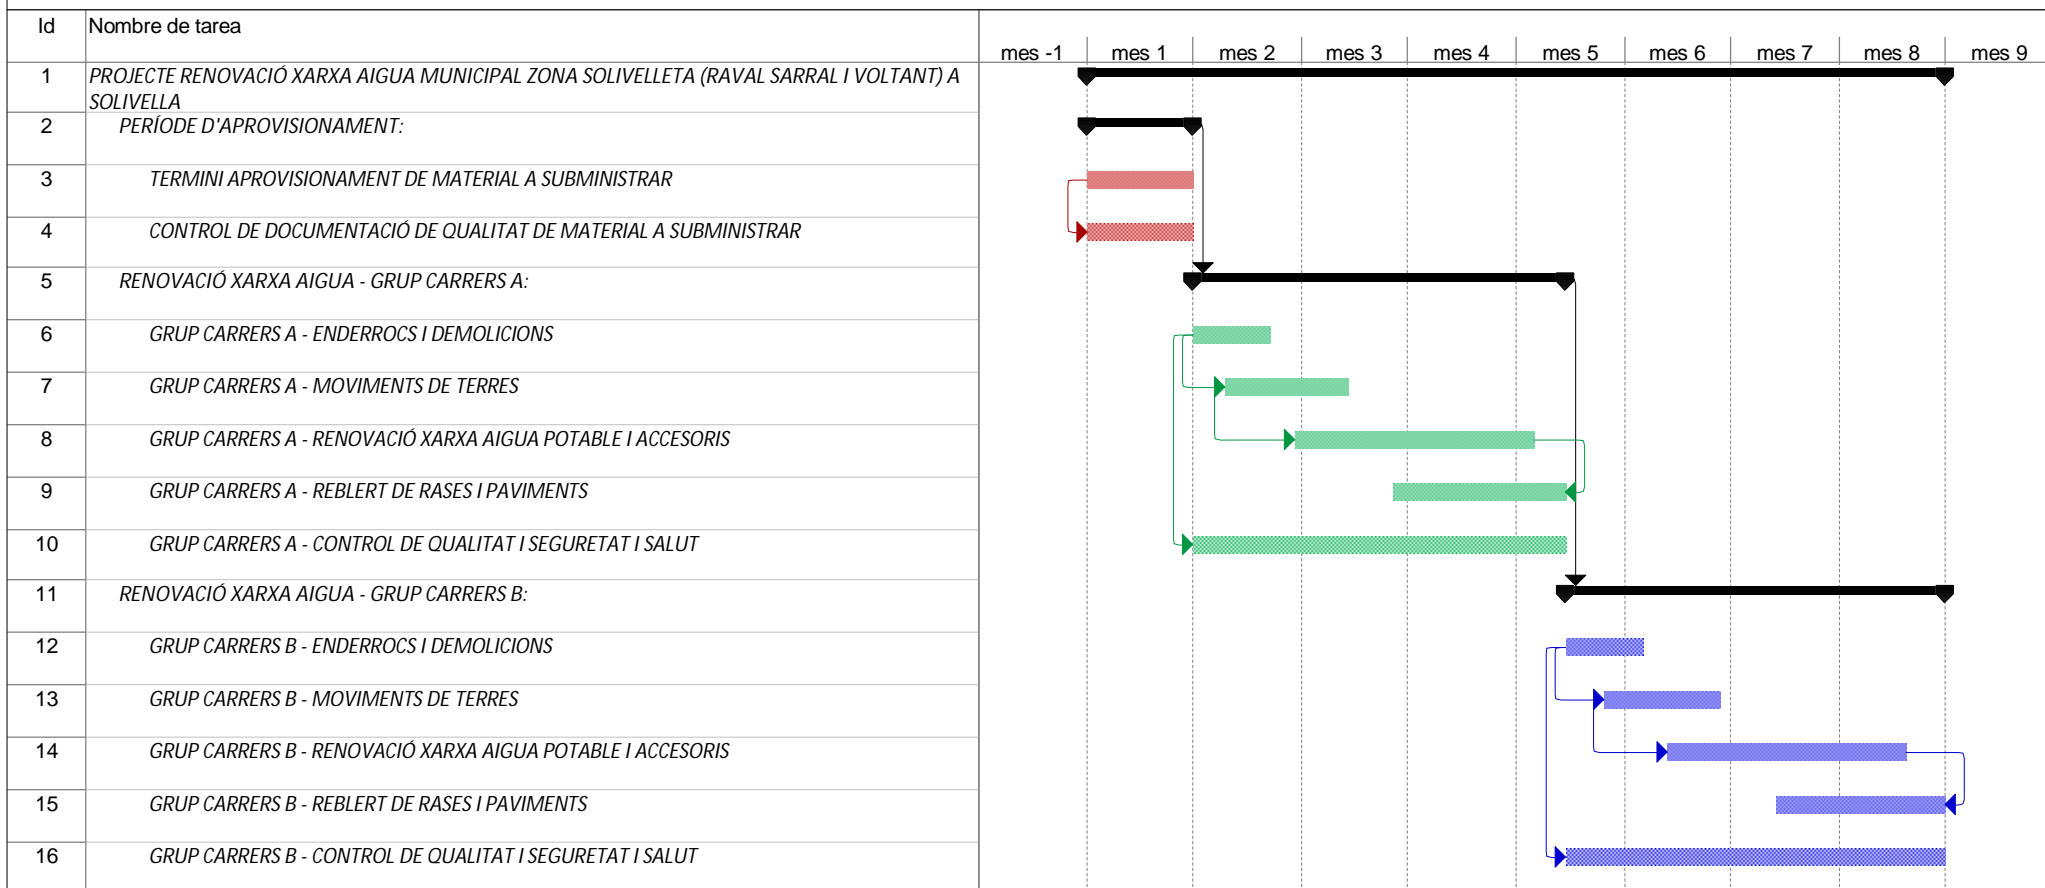 Id Nombre de tarea
mes -1 mes 1 mes 2 mes 3 mes 4 mes 5 mes 6 mes 7 mes 8 mes 9
1 PROJECTE RENOVACIÓ XARXA AIGUA MUNICIPAL ZONA SOLIVELLETA (RAVAL SARRAL I VOLTANT) A
SOLIVELLA
2 PERÍODE D'APROVISIONAMENT:
3 TERMINI APROVISIONAMENT DE MATERIAL A SUBMINISTRAR
4 CONTROL DE DOCUMENTACIÓ DE QUALITAT DE MATERIAL A SUBMINISTRAR
5 RENOVACIÓ XARXA AIGUA - GRUP CARRERS A:
6 GRUP CARRERS A - ENDERROCS I DEMOLICIONS
7 GRUP CARRERS A - MOVIMENTS DE TERRES
8 GRUP CARRERS A - RENOVACIÓ XARXA AIGUA POTABLE I ACCESORIS
9 GRUP CARRERS A - REBLERT DE RASES I PAVIMENTS
10 GRUP CARRERS A - CONTROL DE QUALITAT I SEGURETAT I SALUT
11 RENOVACIÓ XARXA AIGUA - GRUP CARRERS B:
12 GRUP CARRERS B - ENDERROCS I DEMOLICIONS
13 GRUP CARRERS B - MOVIMENTS DE TERRES
14 GRUP CARRERS B - RENOVACIÓ XARXA AIGUA POTABLE I ACCESORIS
15 GRUP CARRERS B - REBLERT DE RASES I PAVIMENTS
16 GRUP CARRERS B - CONTROL DE QUALITAT I SEGURETAT I SALUT